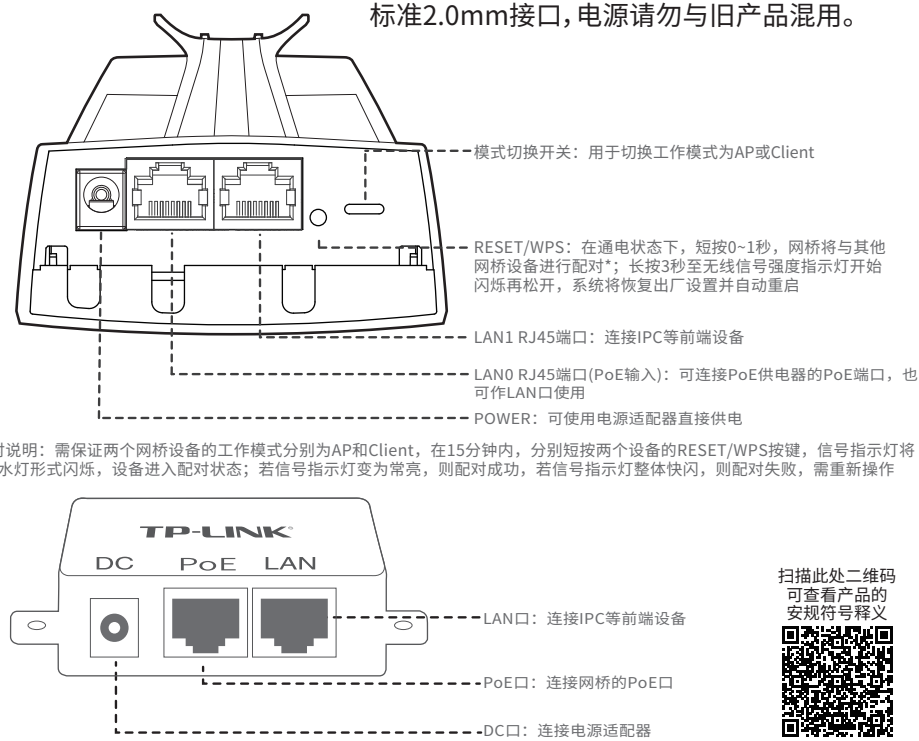 标准2.0mm接口，电源请勿与旧产品混用。
模式切换开关：用于切换工作模式为AP或Client
RESET/WPS：在通电状态下，短按0~1秒，网桥将与其他
网桥设备进行配对*；长按3秒至无线信号强度指示灯开始
闪烁再松开，系统将恢复出厂设置并自动重启
LAN1 RJ45端口：连接IPC等前端设备
LAN0 RJ45端口(PoE输入)：可连接PoE供电器的PoE端口，也
可作LAN口使用
POWER：可使用电源适配器直接供电
说明：需保证两个网桥设备的工作模式分别为AP和Client，在15分钟内，分别短按两个设备的RESET/WPS按键，信号指示灯将
水灯形式闪烁，设备进入配对状态；若信号指示灯变为常亮，则配对成功，若信号指示灯整体快闪，则配对失败，需重新操作
TP-LINK
DC PoE LAN
LAN口：连接IPC等前端设备
PoE口：连接网桥的PoE口
DC口：连接电源适配器
扫描此处二维码
可查看产品的
安规符号释义